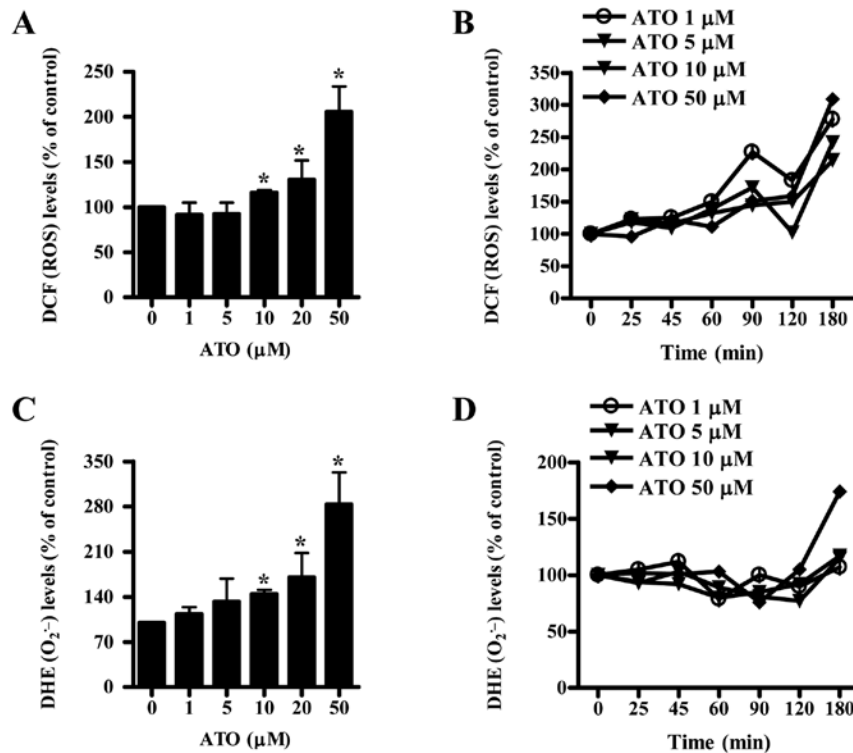 A
DCF (ROS) levels (% of control)
250
200
150
100
50
0
* * *
0 1 5 10 20 50
ATO (μM)
B
ATO 1 μM
ATO 5 μM
ATO 10 μM
ATO 50 μM
DCF (ROS) levels (% of control)
350
300
250
200
150
100
50
0
0 25 45 60 90 120 180
Time (min)
C
DHE (O₂·−) levels (% of control)
350
280
210
140
70
0
* * *
0 1 5 10 20 50
ATO (μM)
D
ATO 1 μM
ATO 5 μM
ATO 10 μM
ATO 50 μM
DHE (O₂·−) levels (% of control)
200
150
100
50
0
0 25 45 60 90 120 180
Time (min)